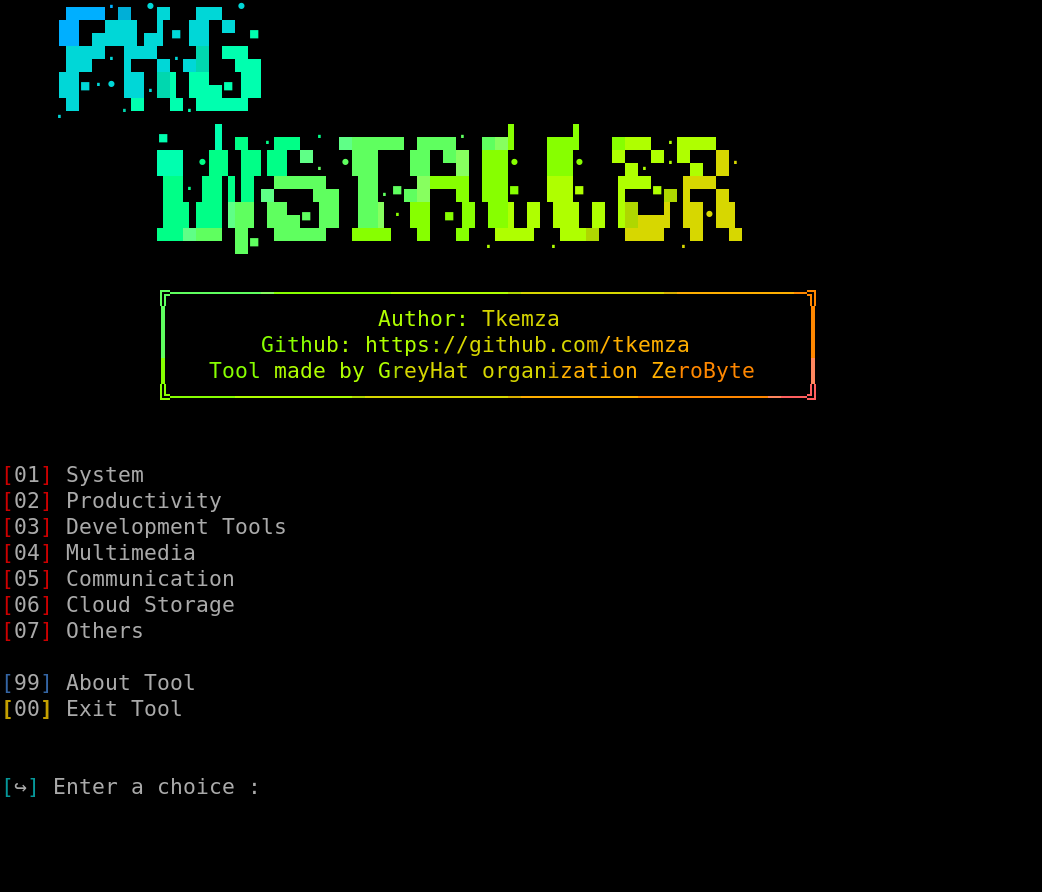 PKG
INSTALLER
Author: Tkemza
Github: https://github.com/tkemza
Tool made by GreyHat organization ZeroByte
[01] System
[02] Productivity
[03] Development Tools
[04] Multimedia
[05] Communication
[06] Cloud Storage
[07] Others
[99] About Tool
[00] Exit Tool
[↪] Enter a choice :